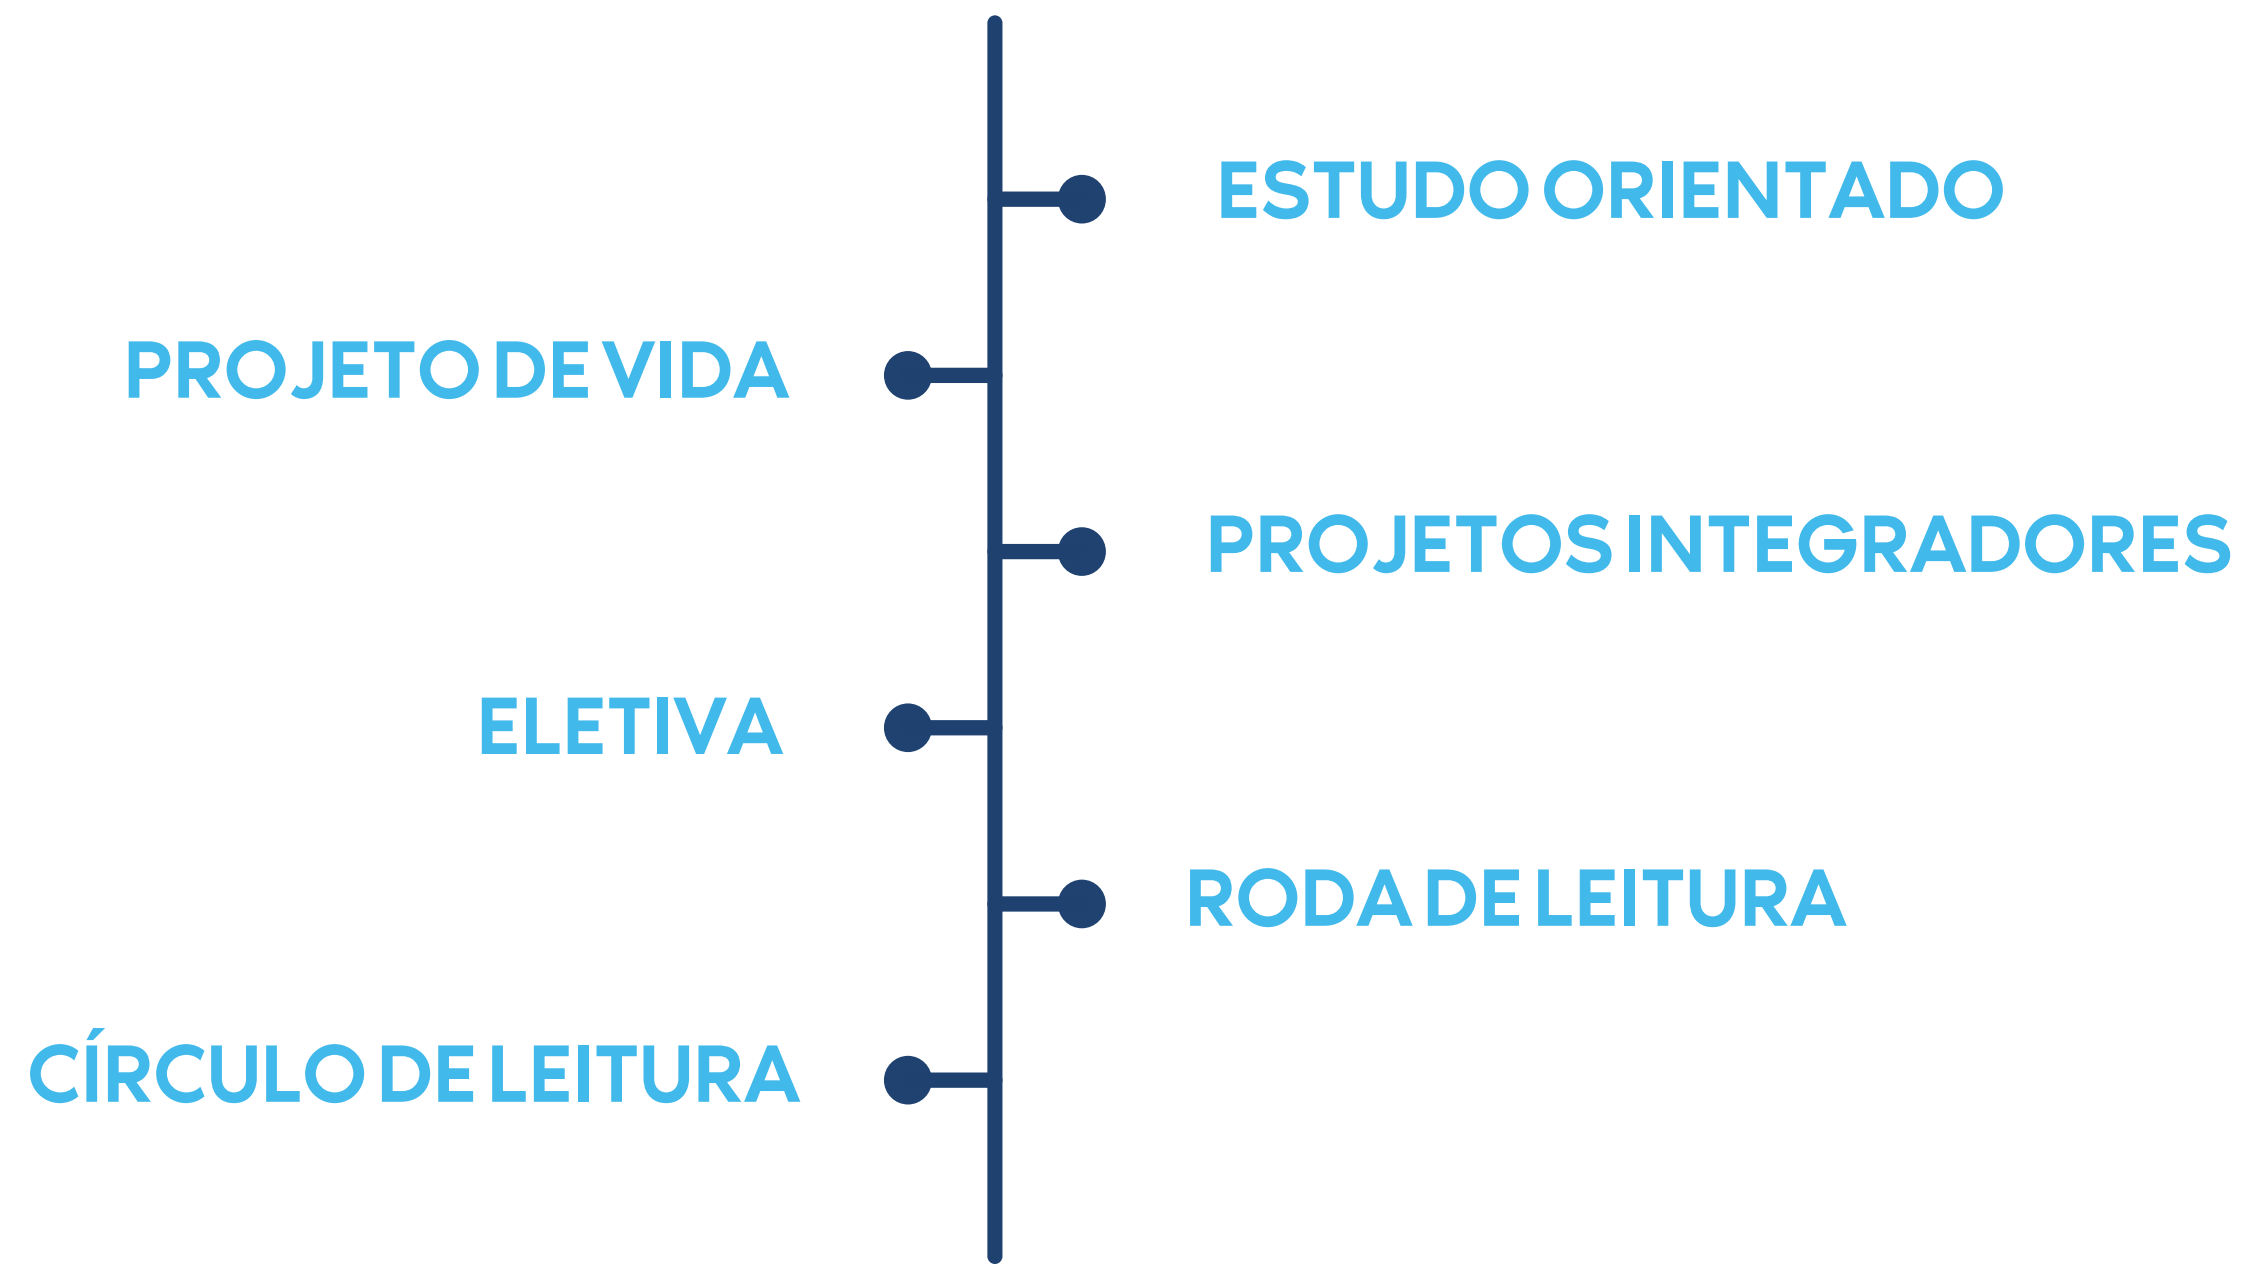 ESTUDO ORIENTADO
PROJETO DE VIDA
PROJETOS INTEGRADORES
ELETIVA
RODA DE LEITURA
CÍRCULO DE LEITURA